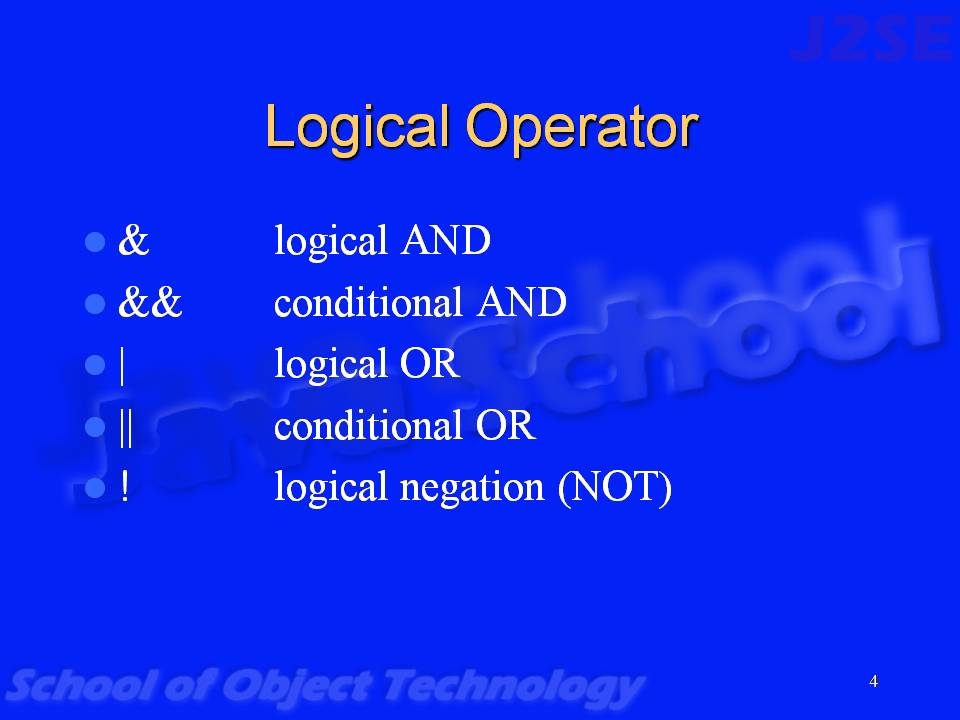 J2SE
Logical Operator
& logical AND
&& conditional AND
| logical OR
|| conditional OR
! logical negation (NOT)
Java School
School of Object Technology
4